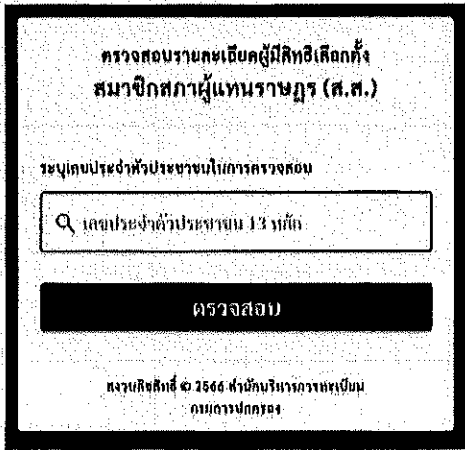 ตรวจสอบรายละเอียดผู้มีสิทธิเลือกตั้ง
สมาชิกสภาผู้แทนราษฎร (ส.ส.)
ระบุเลขประจำตัวประชาชนในการตรวจสอบ
เลขประจำตัวประชาชน 13 หลัก
ตรวจสอบ
สงวนลิขสิทธิ์ © 2566 สำนักบริหารการทะเบียน
กรมการปกครอง